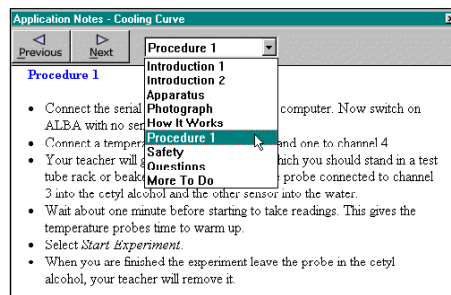 Application Notes - Cooling Curve
Previous Next Procedure 1
Introduction 1
Introduction 2
Apparatus
Photograph
How It Works
Procedure 1
Safety
Questions
More To Do
Procedure 1
• Connect the serial computer. Now switch on
ALBA with no
• Connect a and one to channel 4
• Your teacher will which you should stand in a test
tube rack or probe connected to channel
3 into the cetyl alcohol and the other sensor into the water.
• Wait about one minute before starting to take readings. This gives the
temperature probes time to warm up.
• Select Start Experiment.
• When you are finished the experiment leave the probe in the cetyl
alcohol, your teacher will remove it.